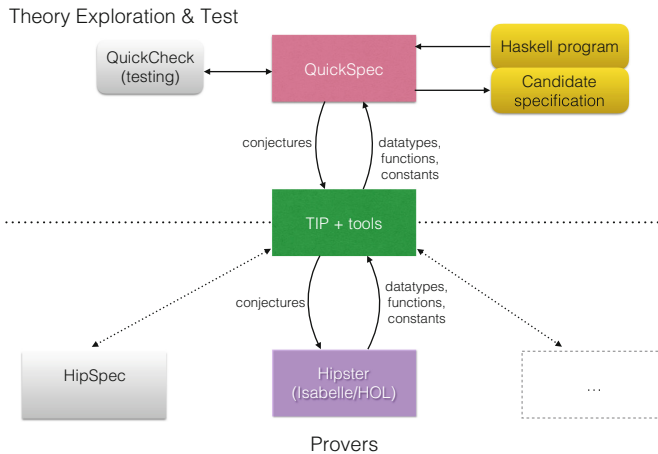 Theory Exploration & Test
QuickCheck
(testing)
QuickSpec
Haskell program
Candidate
specification
conjectures
datatypes,
functions,
constants
TIP + tools
conjectures
datatypes,
functions,
constants
HipSpec
Hipster
(Isabelle/HOL)
...
Provers